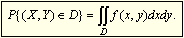 P{(X,Y) ∈ D} = ∬_D f(x, y)dxdy.